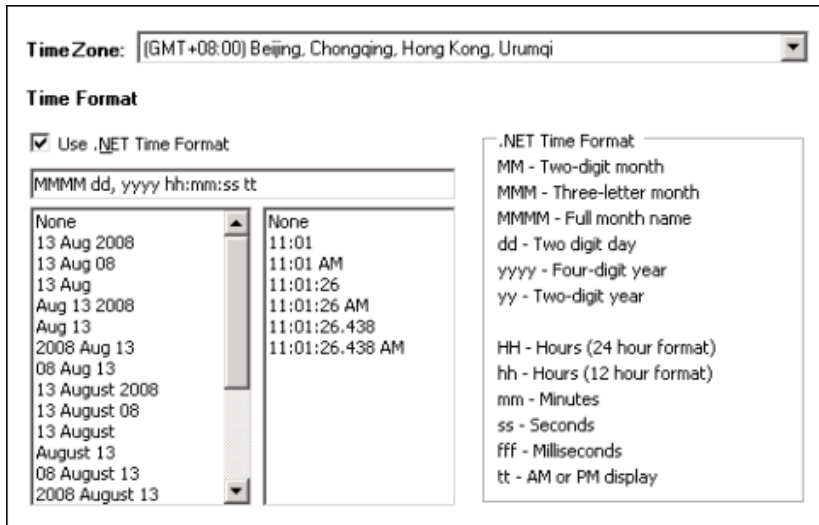 TimeZone: (GMT+08:00) Beijing, Chongqing, Hong Kong, Urumqi
Time Format
Use .NET Time Format
MMMM dd, yyyy hh:mm:ss tt
None
13 Aug 2008
13 Aug 08
13 Aug
Aug 13 2008
Aug 13
2008 Aug 13
08 Aug 13
13 August 2008
13 August 08
13 August
August 13
08 August 13
2008 August 13
None
11:01
11:01 AM
11:01:26
11:01:26 AM
11:01:26.438
11:01:26.438 AM
.NET Time Format
MM - Two-digit month
MMM - Three-letter month
MMMM - Full month name
dd - Two digit day
yyyy - Four-digit year
yy - Two-digit year
HH - Hours (24 hour format)
hh - Hours (12 hour format)
mm - Minutes
ss - Seconds
fff - Milliseconds
tt - AM or PM display